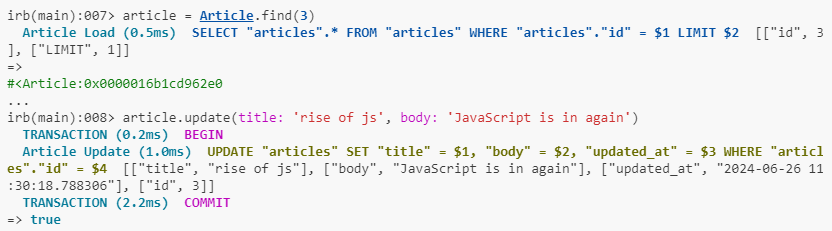 irb(main):007> article = Article.find(3)
  Article Load (0.5ms)  SELECT "articles".* FROM "articles" WHERE "articles"."id" = $1 LIMIT $2  [["id", 3
], ["LIMIT", 1]]
=>
#<Article:0x0000016b1cd962e0
...
irb(main):008> article.update(title: 'rise of js', body: 'JavaScript is in again')
  TRANSACTION (0.2ms)  BEGIN
  Article Update (1.0ms)  UPDATE "articles" SET "title" = $1, "body" = $2, "updated_at" = $3 WHERE "articl
es"."id" = $4  [["title", "rise of js"], ["body", "JavaScript is in again"], ["updated_at", "2024-06-26 11
:30:18.788306"], ["id", 3]]
  TRANSACTION (2.2ms)  COMMIT
=> true